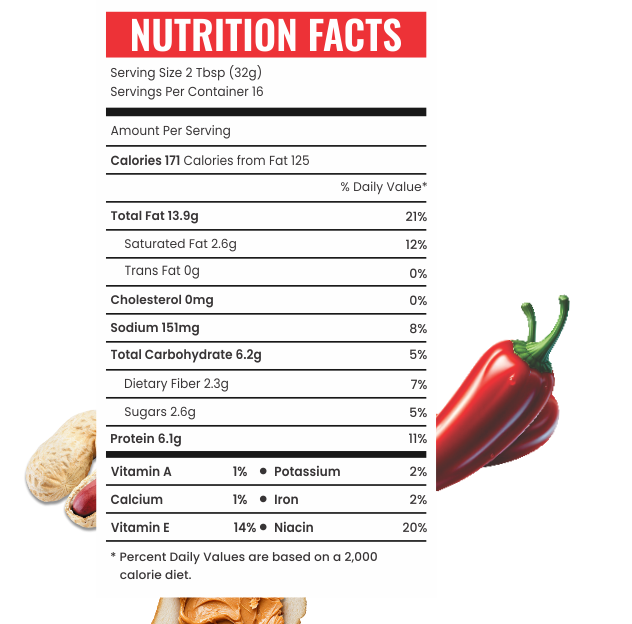 NUTRITION FACTS
Serving Size 2 Tbsp (32g)
Servings Per Container 16
Amount Per Serving
Calories 171 Calories from Fat 125
% Daily Value*
Total Fat 13.9g 21%
Saturated Fat 2.6g 12%
Trans Fat 0g 0%
Cholesterol 0mg 0%
Sodium 151mg 8%
Total Carbohydrate 6.2g 5%
Dietary Fiber 2.3g 7%
Sugars 2.6g 5%
Protein 6.1g 11%
Vitamin A 1% • Potassium 2%
Calcium 1% • Iron 2%
Vitamin E 14% • Niacin 20%
* Percent Daily Values are based on a 2,000
calorie diet.